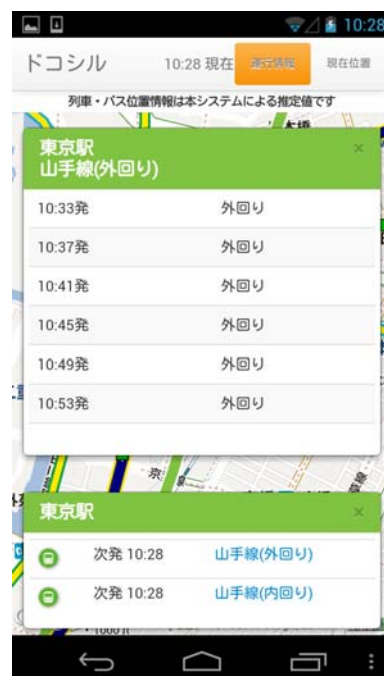 10:28
ドコシル
10:28 現在
運行情報
現在位置
列車・バス位置情報は本システムによる推定値です
東京駅
山手線(外回り)
×
10:33発 外回り
10:37発 外回り
10:41発 外回り
10:45発 外回り
10:49発 外回り
10:53発 外回り
京
東京駅
×
次発 10:28 山手線(外回り)
次発 10:28 山手線(内回り)
1000 ft